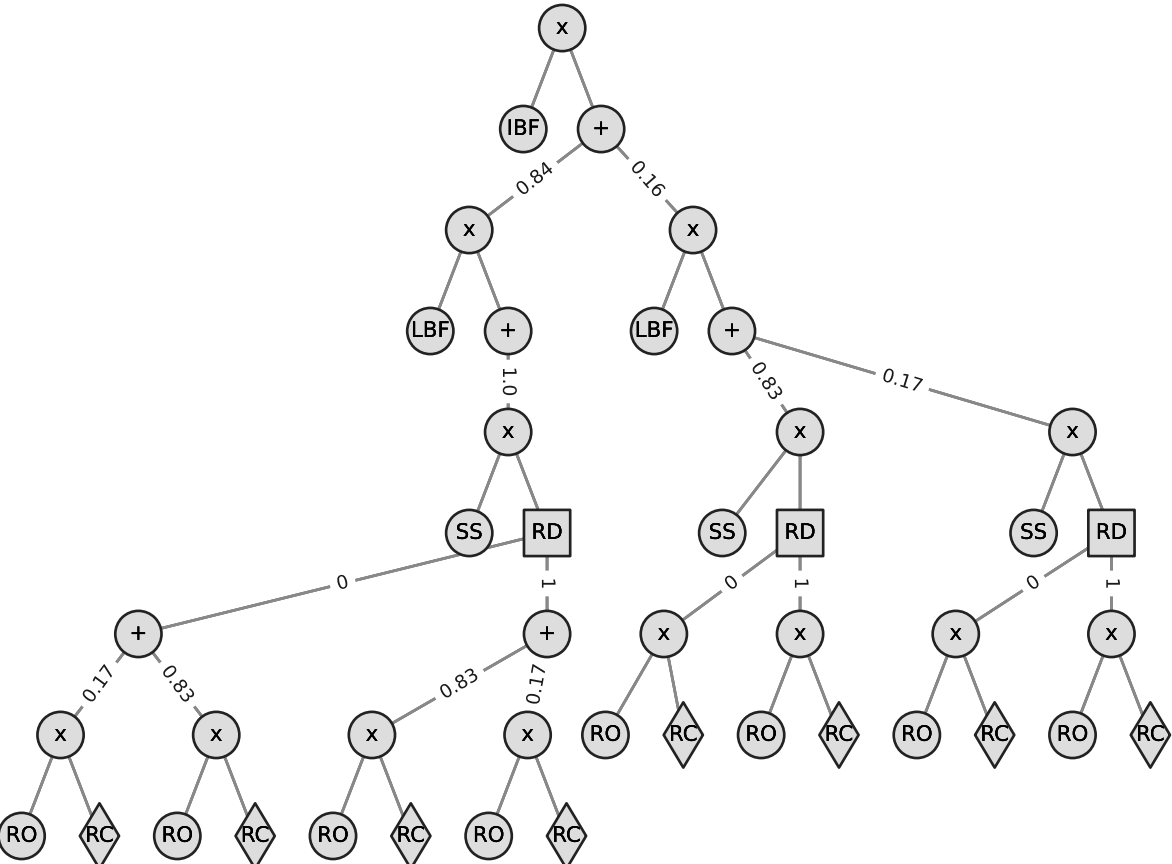 x
IBF +
0.84 0.16
x x
LBF + LBF +
1.0 0.83 0.17
x x x
SS RD SS RD SS RD
0 1 0 1 0 1
+ + x x x x
0.17 0.83 0.83 0.17
x x x x RO RC RO RC RO RC RO RC
RO RC RO RC RO RC RO RC